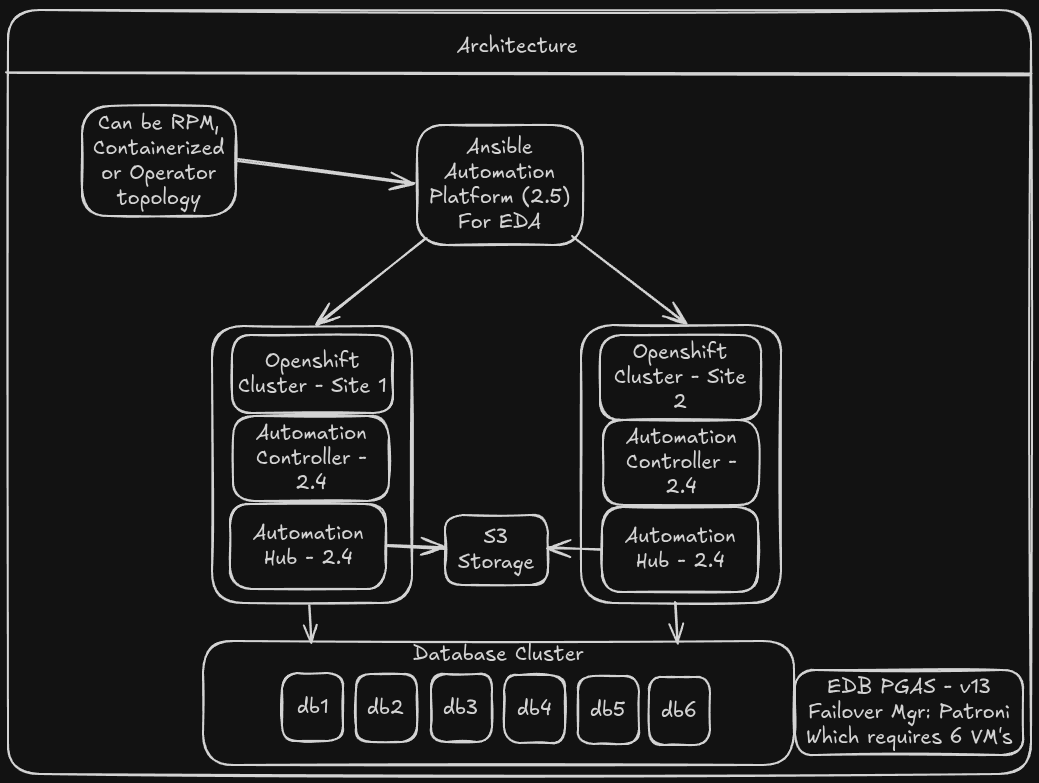 Architecture
Can be RPM,
Containerized
or Operator
topology
Ansible
Automation
Platform (2.5)
For EDA
Openshift
Cluster - Site 1
Automation
Controller -
2.4
Automation
Hub - 2.4
S3
Storage
Openshift
Cluster - Site
2
Automation
Controller -
2.4
Automation
Hub - 2.4
Database Cluster
db1
db2
db3
db4
db5
db6
EDB PGAS - v13
Failover Mgr: Patroni
Which requires 6 VM's